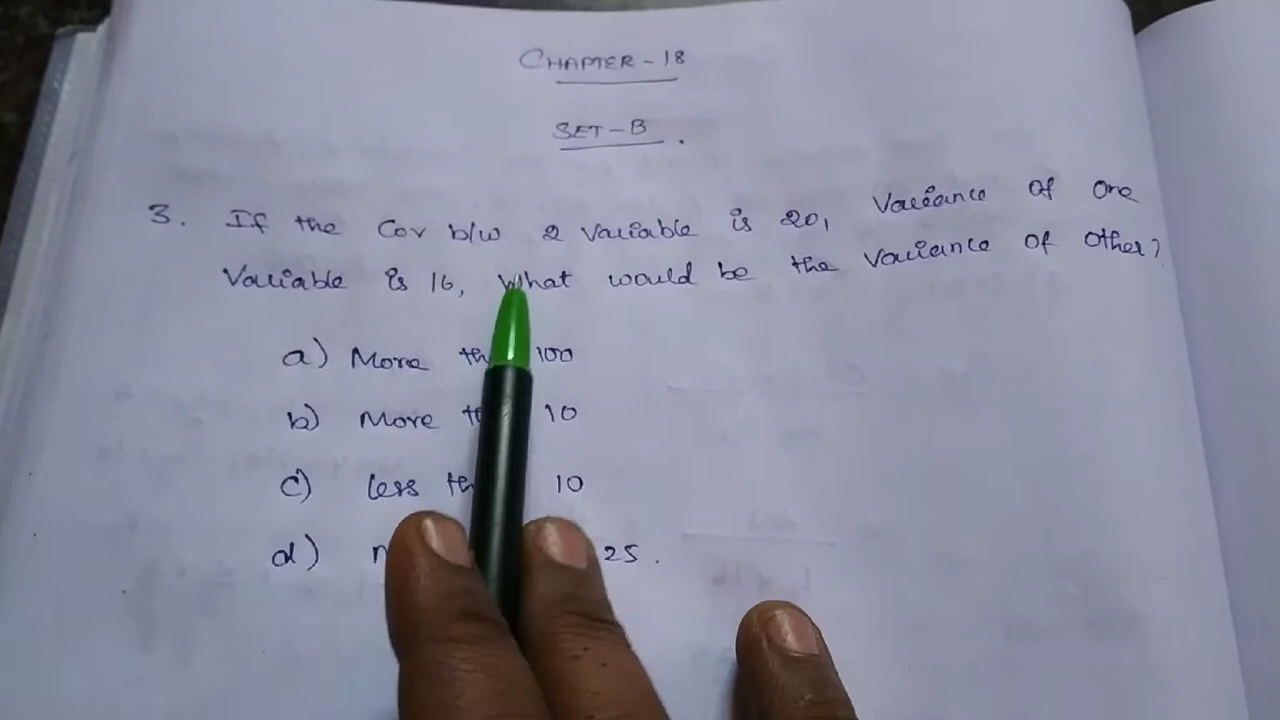 CHAPTER-18
SET-B.
3. If the Cov b/w 2 Variable is 20, Variance of one
Variable is 16, What would be the Variance of Other?
a) More 100
b) More 10
c) less 10
d) 25.